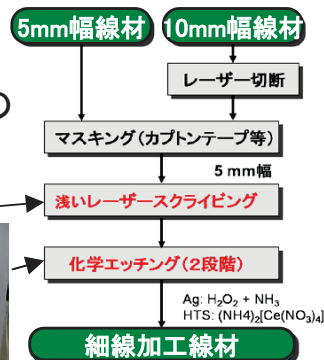 5mm幅線材 10mm幅線材
レーザー切断
マスキング(カプトンテープ等)
5 mm幅
浅いレーザースクライビング
化学エッチング(2段階)
Ag: H₂O₂ + NH₃
HTS: (NH4)₂[Ce(NO₃)₄]
細線加工線材